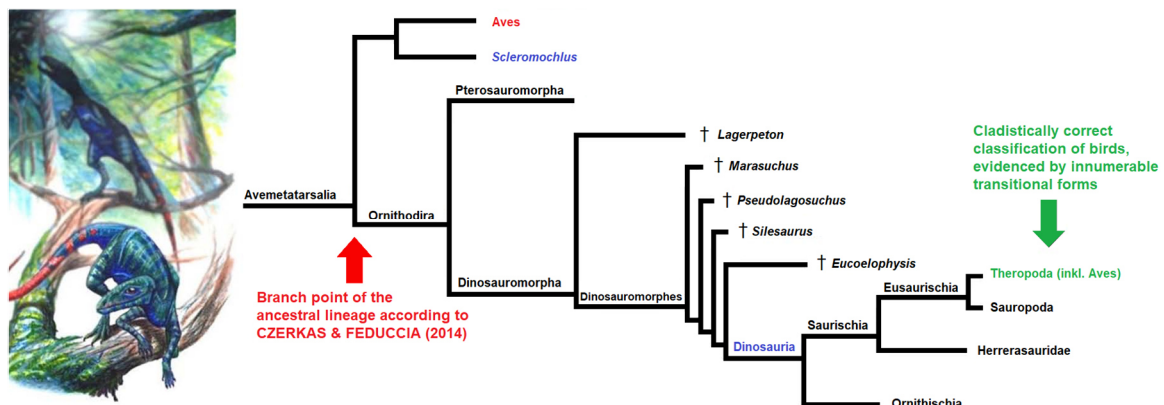 Aves
Scleromochlus
Pterosauromorpha
† Lagerpeton
Cladistically correct
classification of birds,
evidenced by innumerable
transitional forms
† Marasuchus
Avemetatarsalia
† Pseudolagosuchus
Ornithodira
† Silesaurus
† Eucoelophysis
Theropoda (inkl. Aves)
Eusaurischia
Dinosauromorpha
Dinosauromorphes
Sauropoda
Branch point of the
ancestral lineage according to
CZERKAS & FEDUCCIA (2014)
Saurischia
Dinosauria
Herrerasauridae
Ornithischia